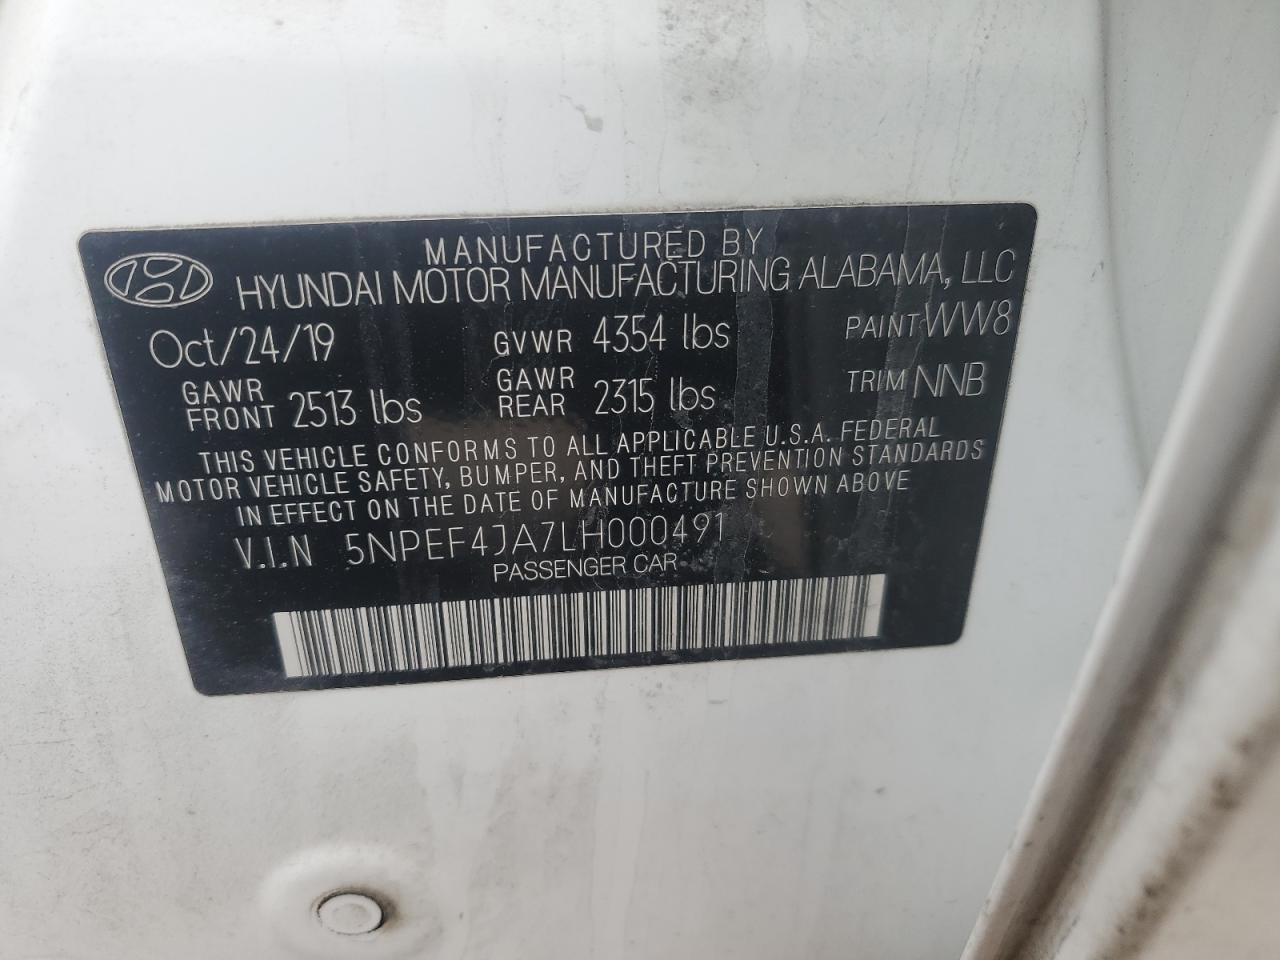 MANUFACTURED BY
HYUNDAI MOTOR MANUFACTURING ALABAMA, LLC
Oct/24/19 GVWR 4354 lbs PAINT WW8
GAWR FRONT 2513 lbs GAWR REAR 2315 lbs TRIM NNB
THIS VEHICLE CONFORMS TO ALL APPLICABLE U.S.A. FEDERAL
MOTOR VEHICLE SAFETY, BUMPER, AND THEFT PREVENTION STANDARDS
IN EFFECT ON THE DATE OF MANUFACTURE SHOWN ABOVE
V.I.N 5NPEF4JA7LH000491
PASSENGER CAR